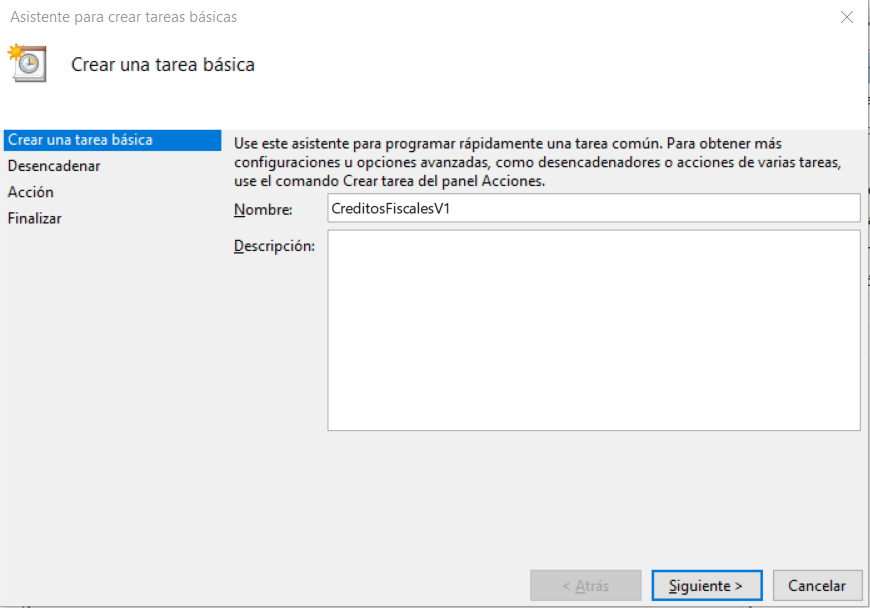 Asistente para crear tareas básicas
Crear una tarea básica
Crear una tarea básica
Desencadenar
Acción
Finalizar
Use este asistente para programar rápidamente una tarea común. Para obtener más
configuraciones u opciones avanzadas, como desencadenadores o acciones de varias tareas,
use el comando Crear tarea del panel Acciones.
Nombre: CreditosFiscalesV1
Descripción:
< Atrás Siguiente > Cancelar